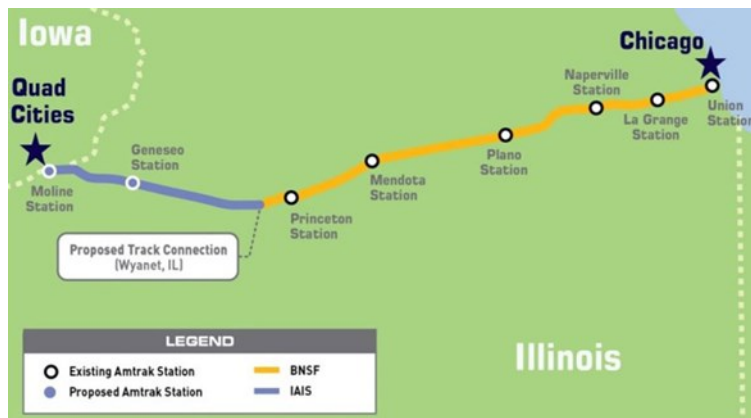 Iowa
Chicago
Quad
Cities
Naperville
Station
La Grange
Station
Union
Station
Geneseo
Station
Plano
Station
Moline
Station
Mendota
Station
Princeton
Station
Proposed Track Connection
(Wyanet, IL)
LEGEND
Existing Amtrak Station
BNSF
Proposed Amtrak Station
IAIS
Illinois